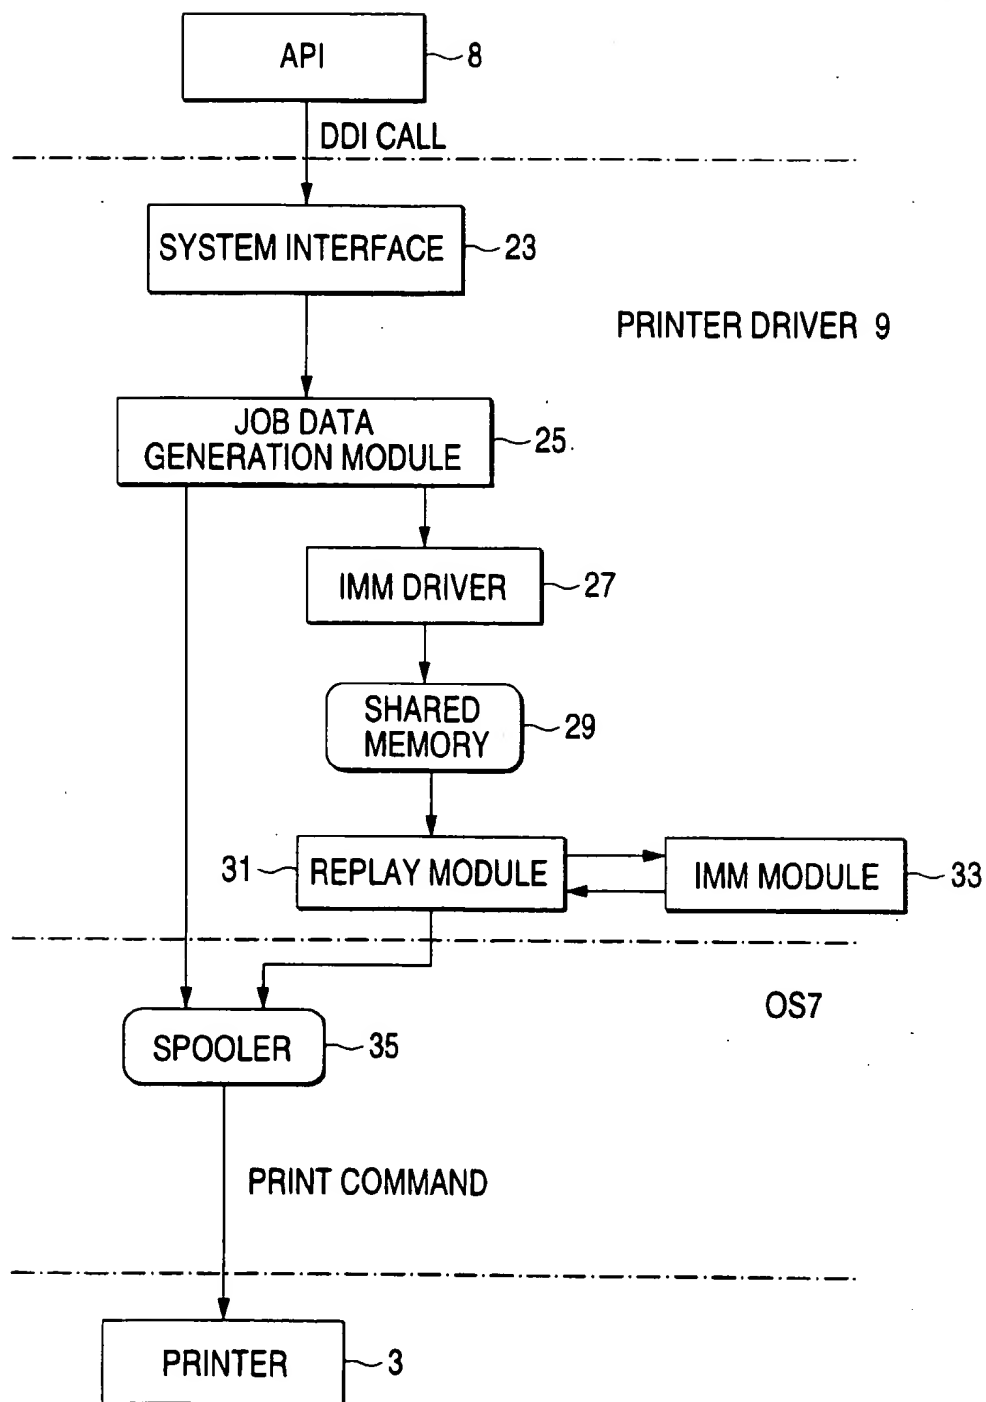 API
8
DDI CALL
SYSTEM INTERFACE
23
PRINTER DRIVER 9
JOB DATA
GENERATION MODULE
25
IMM DRIVER
27
SHARED
MEMORY
29
31
REPLAY MODULE
IMM MODULE
33
OS7
SPOOLER
35
PRINT COMMAND
PRINTER
3